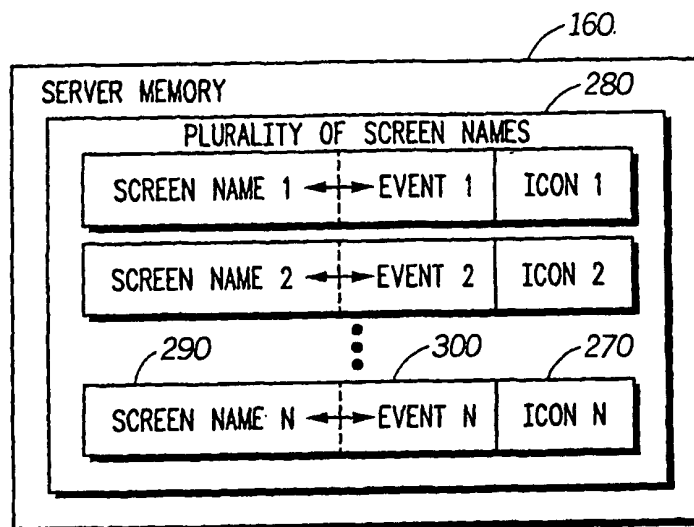 160.
SERVER MEMORY
280
PLURALITY OF SCREEN NAMES
SCREEN NAME 1 EVENT 1 ICON 1
SCREEN NAME 2 EVENT 2 ICON 2
290 300 270
SCREEN NAME N EVENT N ICON N